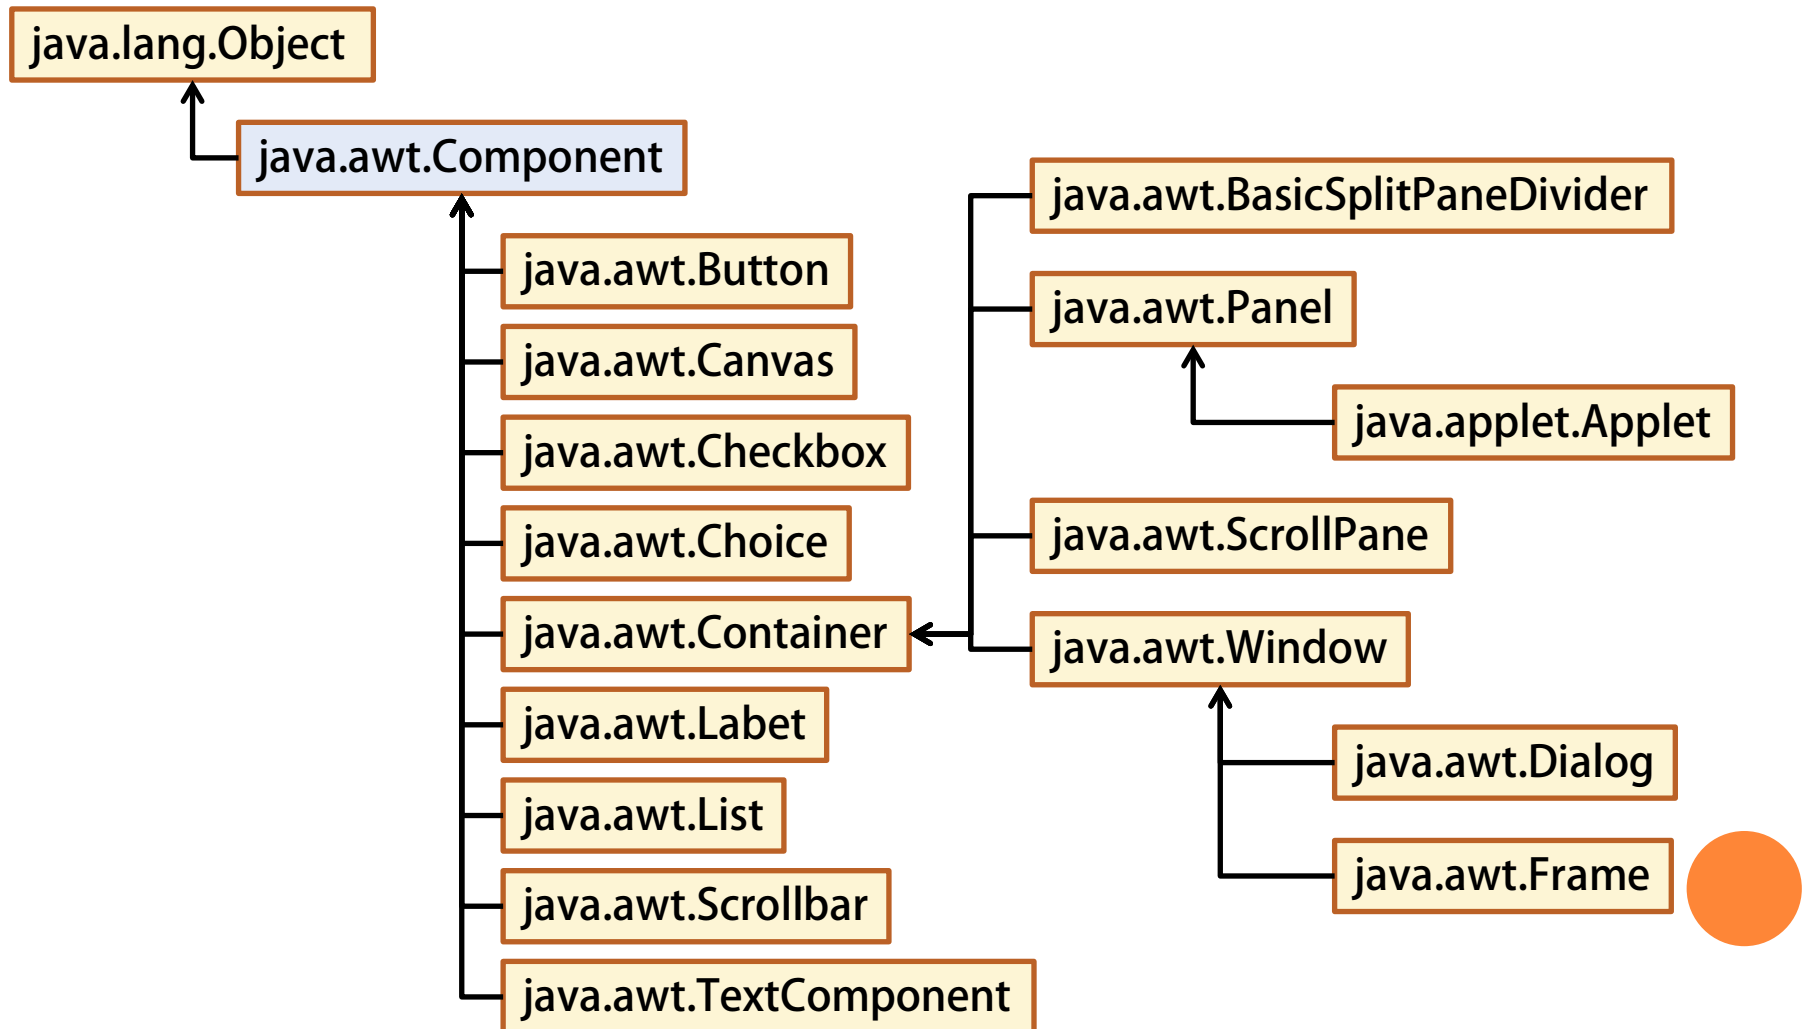 java.lang.Object
java.awt.Component
java.awt.Button
java.awt.Canvas
java.awt.Checkbox
java.awt.Choice
java.awt.Container
java.awt.Labet
java.awt.List
java.awt.Scrollbar
java.awt.TextComponent
java.awt.BasicSplitPaneDivider
java.awt.Panel
java.applet.Applet
java.awt.ScrollPane
java.awt.Window
java.awt.Dialog
java.awt.Frame